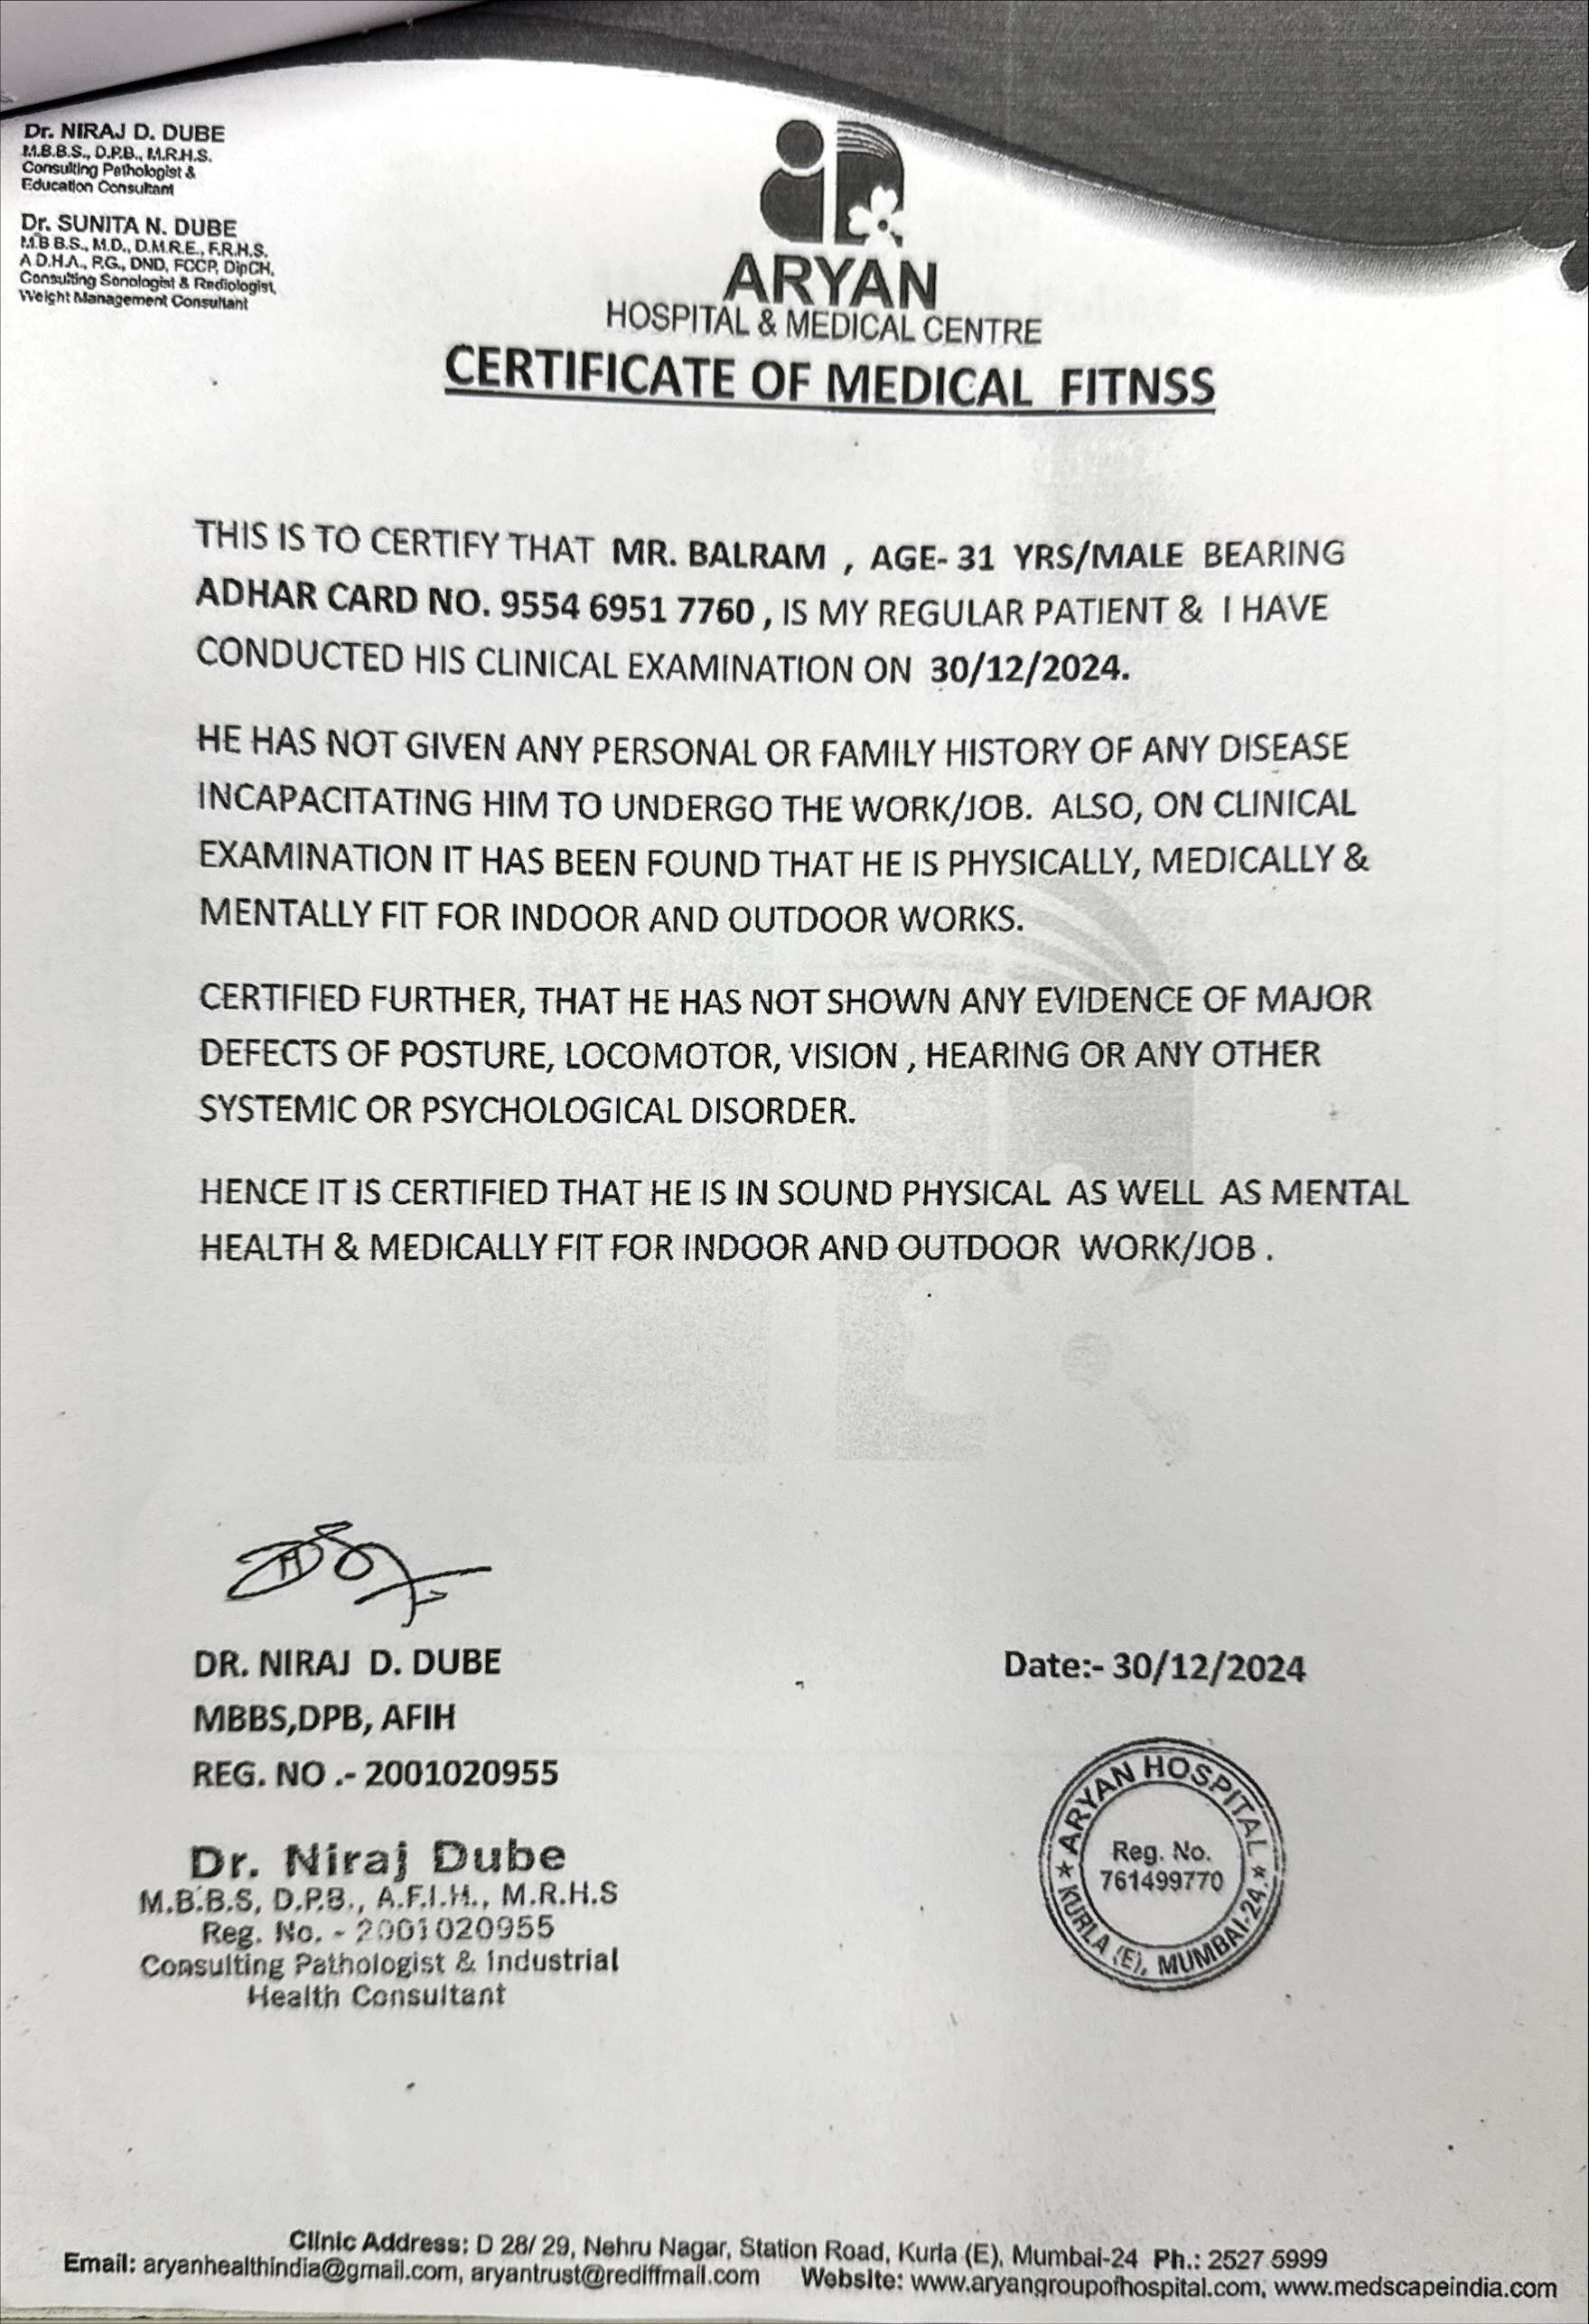 Dr. NIRAJ D. DUBE
M.B.B.S., D.P.B., M.R.H.S.
Consulting Pathologist &
Education Consultant
Dr. SUNITA N. DUBE
M.B B.S., M.D., D.M.R.E., F.R.H.S.
A D.H.A., P.G., DND, FCCP, DipCH,
Consulting Sonologist & Radiologist,
Weight Management Consultant
ARYAN
HOSPITAL & MEDICAL CENTRE
CERTIFICATE OF MEDICAL FITNSS
THIS IS TO CERTIFY THAT MR. BALRAM , AGE- 31 YRS/MALE BEARING
ADHAR CARD NO. 9554 6951 7760 , IS MY REGULAR PATIENT & I HAVE
CONDUCTED HIS CLINICAL EXAMINATION ON 30/12/2024.
HE HAS NOT GIVEN ANY PERSONAL OR FAMILY HISTORY OF ANY DISEASE
INCAPACITATING HIM TO UNDERGO THE WORK/JOB. ALSO, ON CLINICAL
EXAMINATION IT HAS BEEN FOUND THAT HE IS PHYSICALLY, MEDICALLY &
MENTALLY FIT FOR INDOOR AND OUTDOOR WORKS.
CERTIFIED FURTHER, THAT HE HAS NOT SHOWN ANY EVIDENCE OF MAJOR
DEFECTS OF POSTURE, LOCOMOTOR, VISION , HEARING OR ANY OTHER
SYSTEMIC OR PSYCHOLOGICAL DISORDER.
HENCE IT IS CERTIFIED THAT HE IS IN SOUND PHYSICAL AS WELL AS MENTAL
HEALTH & MEDICALLY FIT FOR INDOOR AND OUTDOOR WORK/JOB .
DR. NIRAJ D. DUBE
MBBS,DPB, AFIH
REG. NO .- 2001020955
Dr. Niraj Dube
M.B.B.S, D.P.B., A.F.I.H., M.R.H.S
Reg. No. - 2001020955
Consulting Pathologist & Industrial
Health Consultant
Date:- 30/12/2024
ARYAN HOSPITAL
Reg. No.
761499770
KURLA (E), MUMBAI-24.
Clinic Address: D 28/ 29, Nehru Nagar, Station Road, Kurla (E), Mumbai-24 Ph.: 2527 5999
Email: aryanhealthindia@gmail.com, aryantrust@rediffmail.com Website: www.aryangroupofhospital.com, www.medscapeindia.com